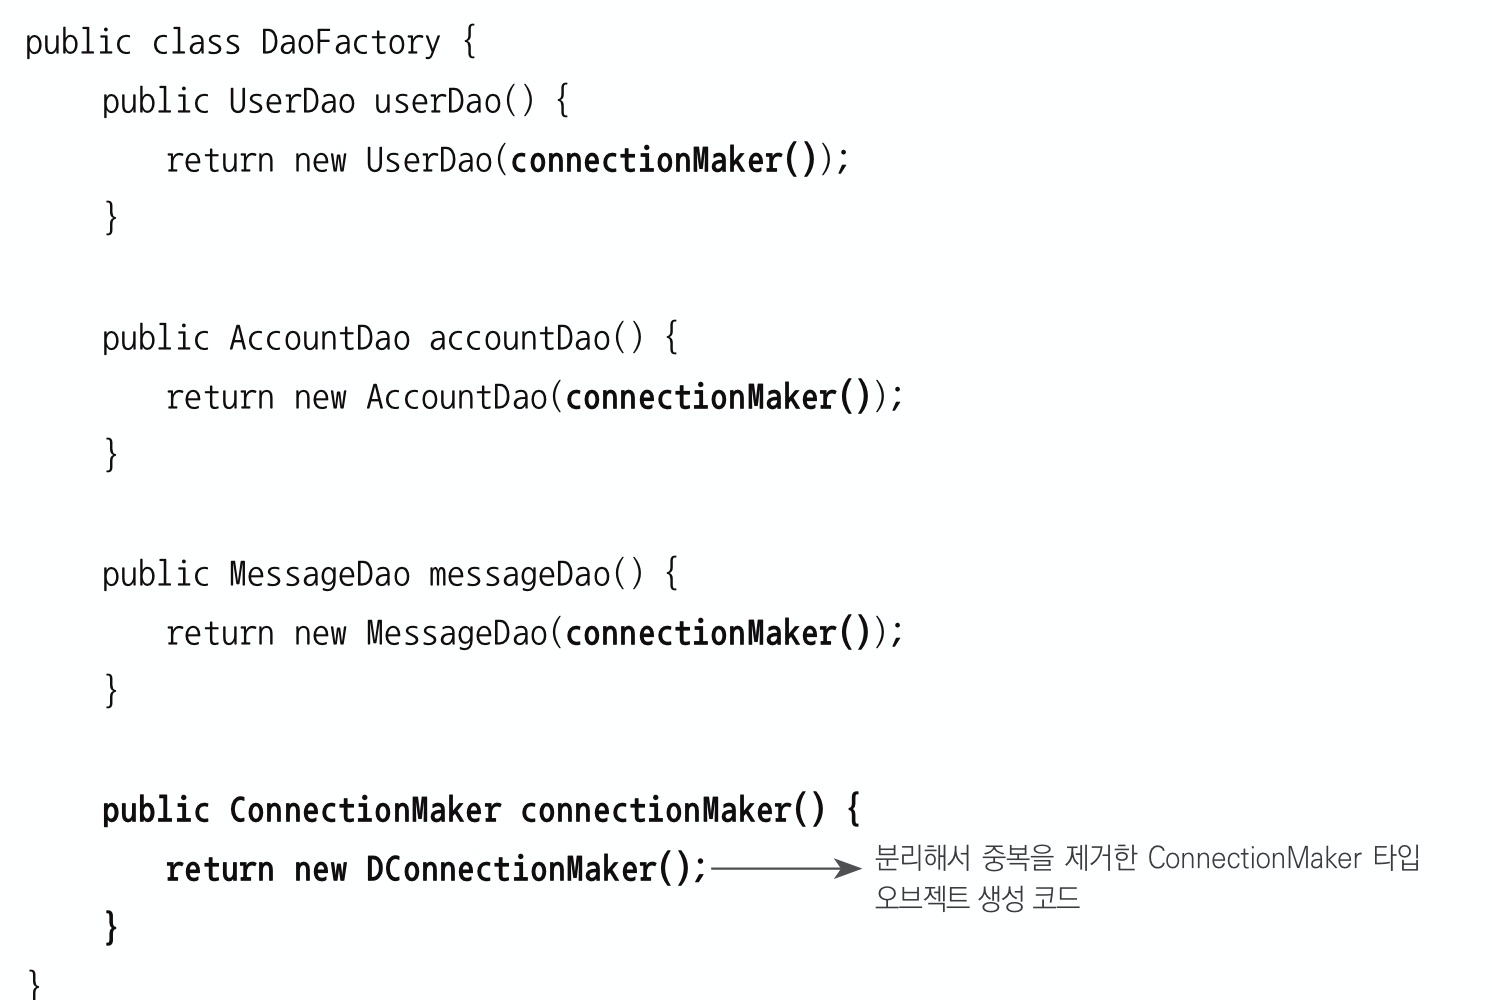 public class DaoFactory {
public UserDao userDao() {
return new UserDao(connectionMaker());
}
public AccountDao accountDao() {
return new AccountDao(connectionMaker());
}
public MessageDao messageDao() {
return new MessageDao(connectionMaker());
}
public ConnectionMaker connectionMaker() {
return new DConnectionMaker();
분리해서 중복을 제거한 ConnectionMaker 타입
오브젝트 생성 코드
}
}